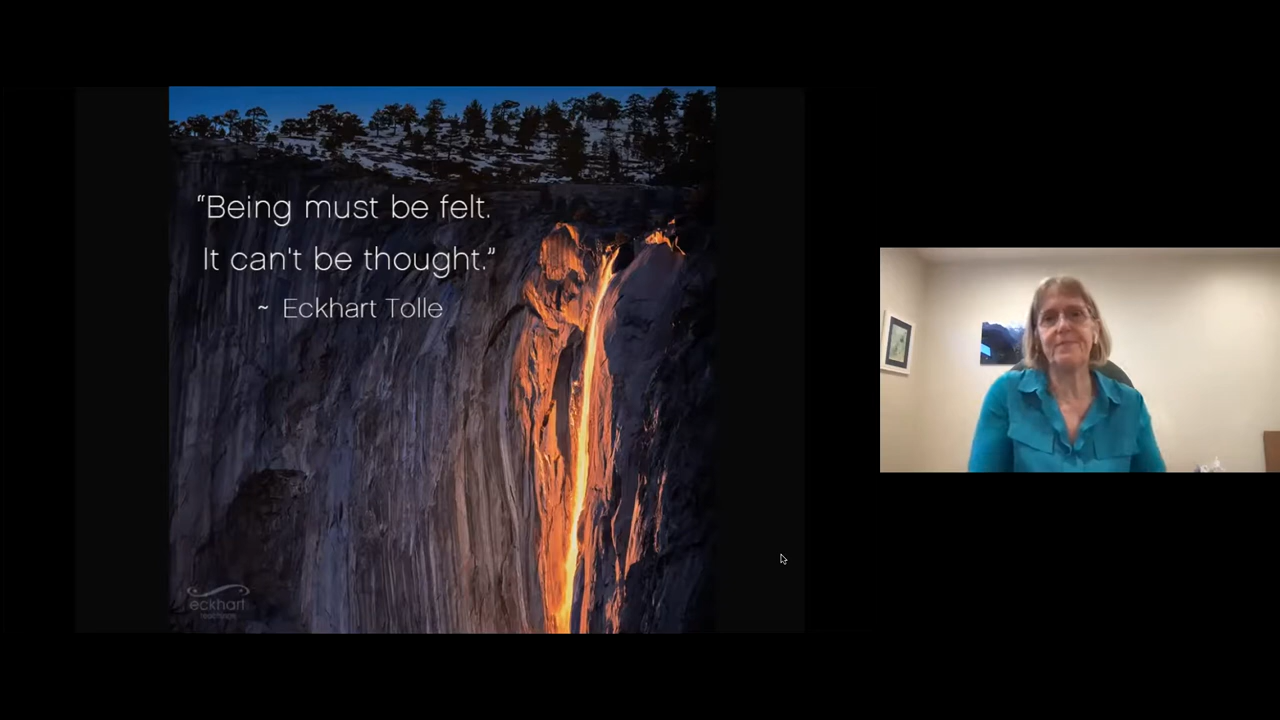 “Being must be felt.
It can't be thought.”
~ Eckhart Tolle
eckhart